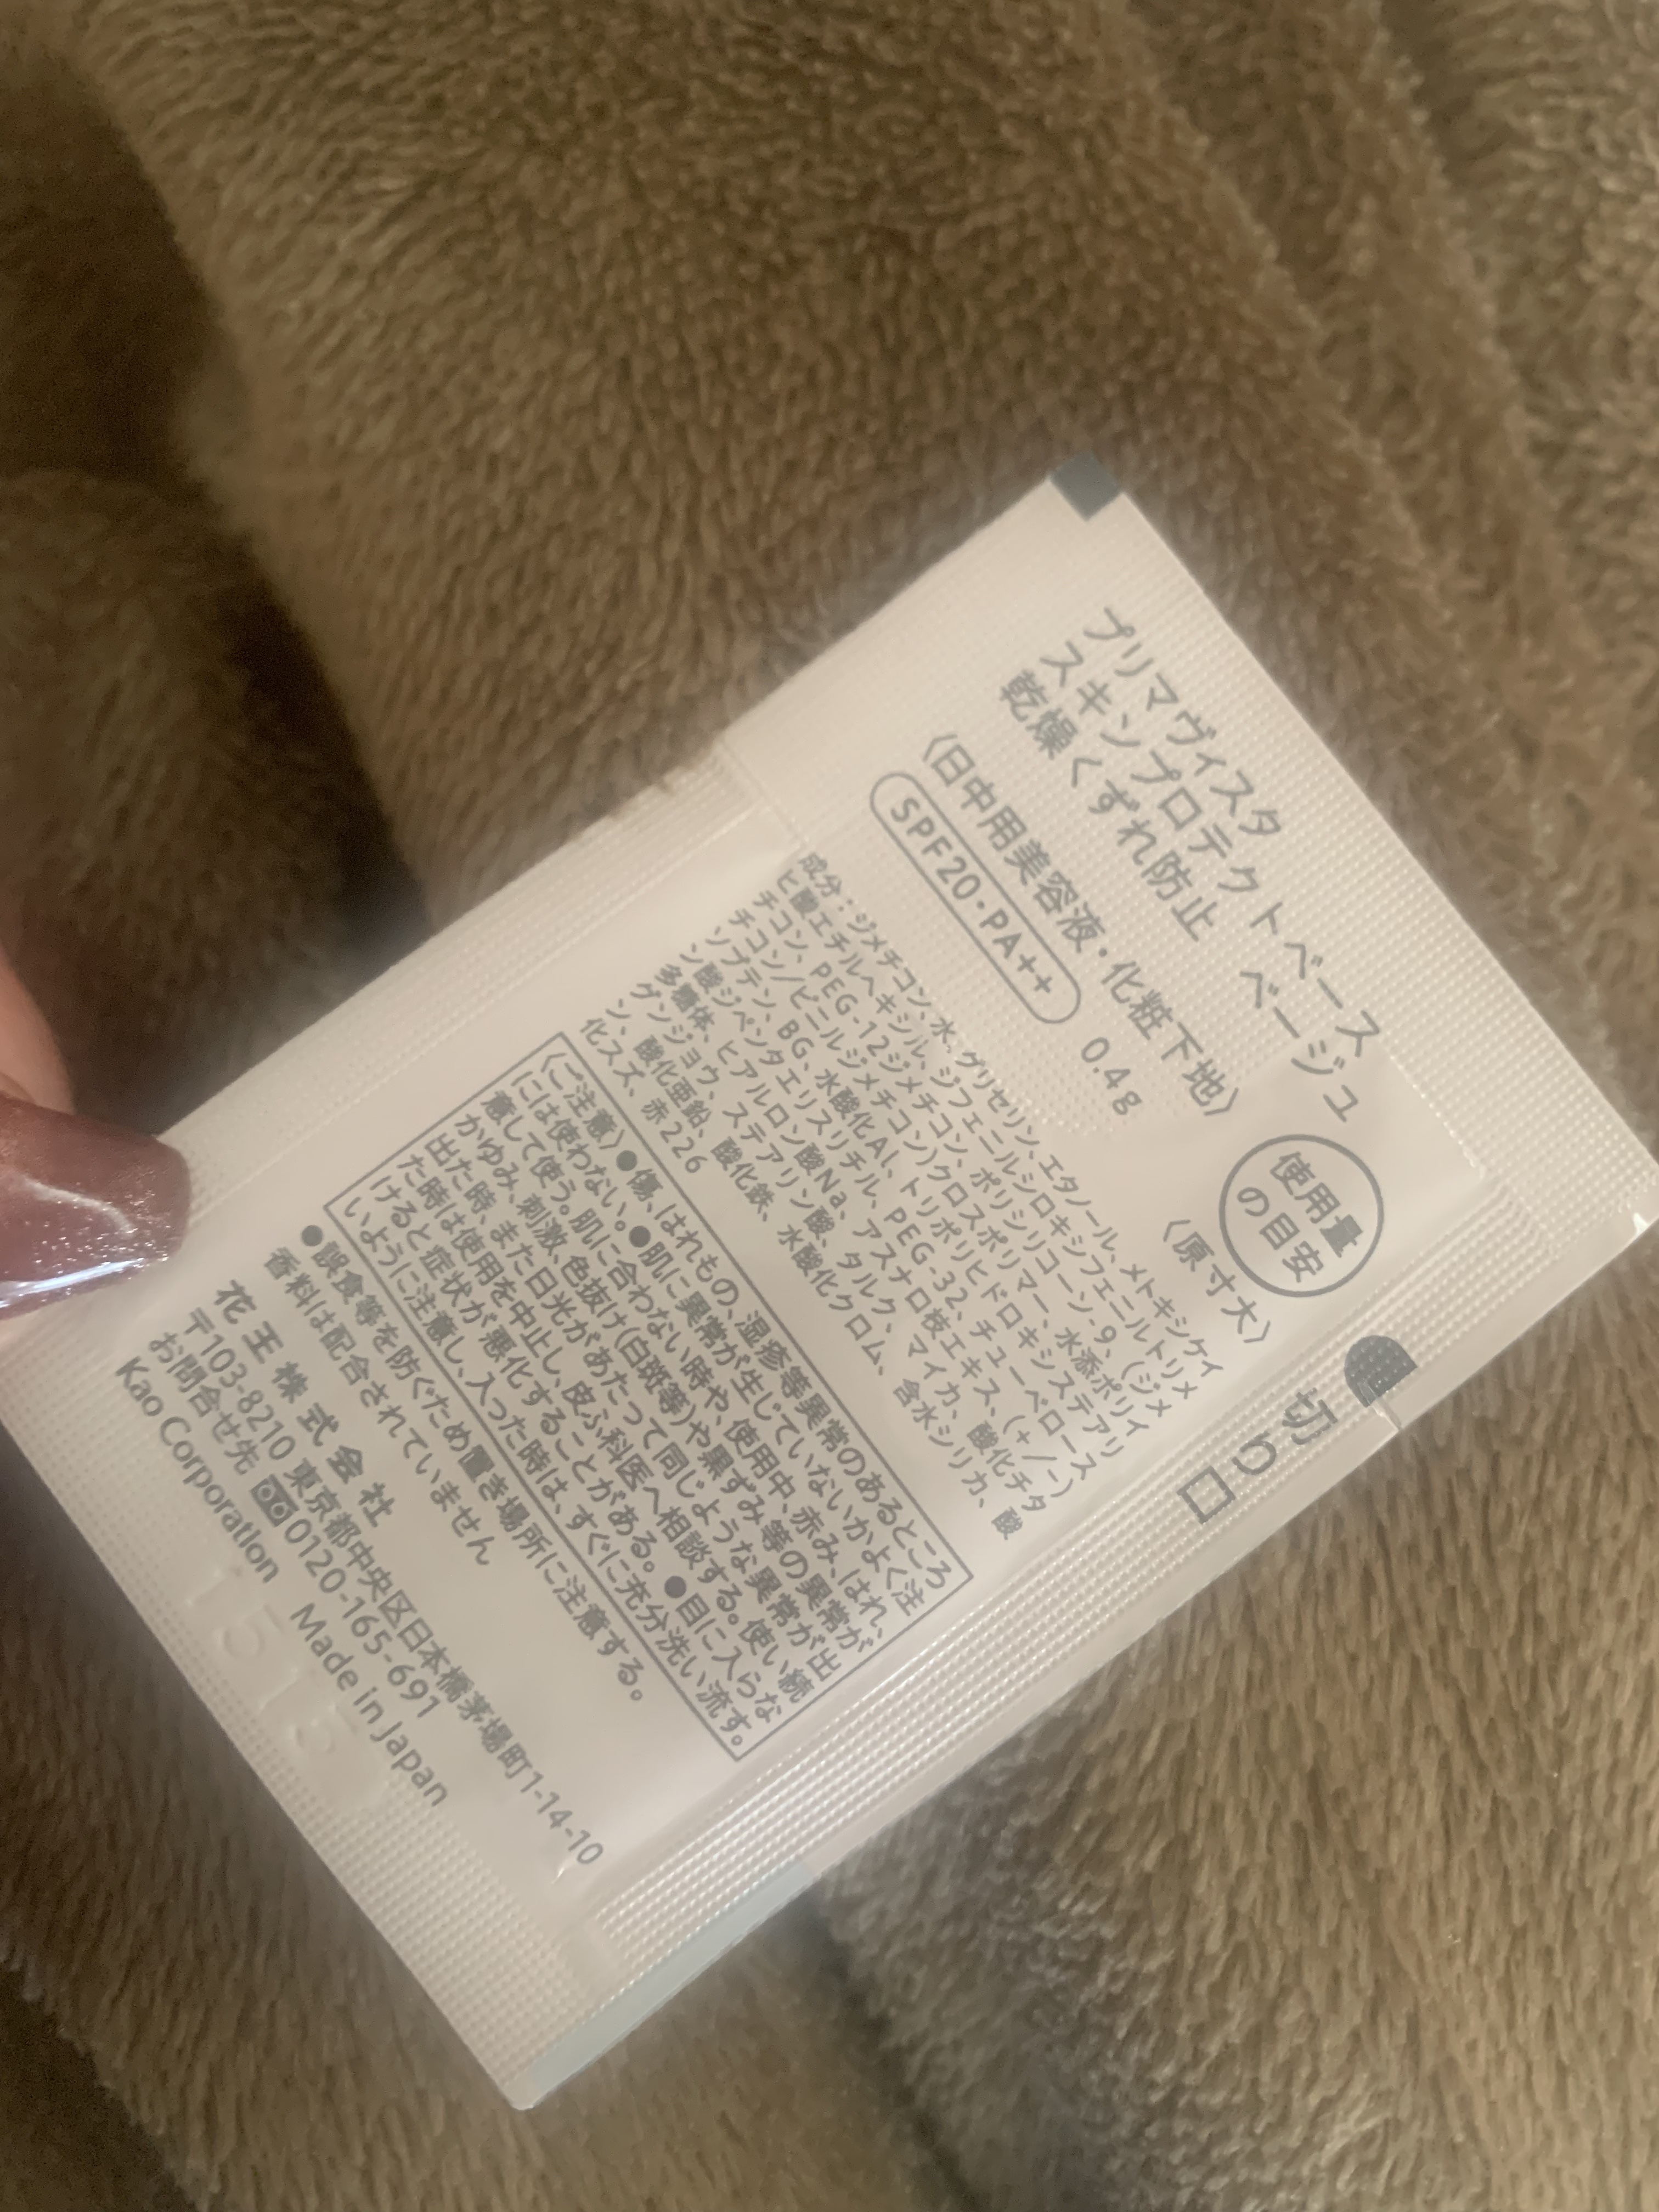 プリマヴィスタ
スキンプロテクトベース
乾燥くずれ防止 ベージュ
〈日中用美容液・化粧下地〉
SPF20・PA++ 0.4g
使用量
の目安
〈原寸大〉
切り口
成分：ジメチコン、水、グリセリン、エタノール、メトキシケイ
ヒ酸エチルヘキシル、ジフェニルシロキシフェニルトリメ
チコン、PEG-12ジメチコン、ポリシリコーン-9、(ジメ
チコン/ビニルジメチコン)クロスポリマー、水添ポリイ
ソブテン、BG、水酸化Al、トリポリヒドロキシステアリ
ン酸ジペンタエリスリチル、PEG-32、チューベロース
多糖体、ヒアルロン酸Na、アスナロ枝エキス、(+/-)
グンジョウ、ステアリン酸、タルク、マイカ、酸化チタ
ン、酸化亜鉛、酸化鉄、水酸化クロム、含水シリカ、酸
化スズ、赤226
〈ご注意〉●傷、はれもの、湿疹等異常のあるところ
には使わない。●肌に異常が生じていないかよく注
意して使う。肌に合わない時や、使用中、赤み、はれ、
かゆみ、刺激、色抜け(白斑等)や黒ずみ等の異常が
出た時、また日光があたって同じような異常が出
た時は使用を中止し、皮ふ科医へ相談する。使い続
けると症状が悪化することがある。●目に入らな
いように注意し、入った時は、すぐに充分洗い流す。
●誤食等を防ぐため置き場所に注意する。
香料は配合されていません
花王株式会社
〒103-8210 東京都中央区日本橋茅場町1-14-10
お問合せ先 0120-165-691
Kao Corporation Made in Japan